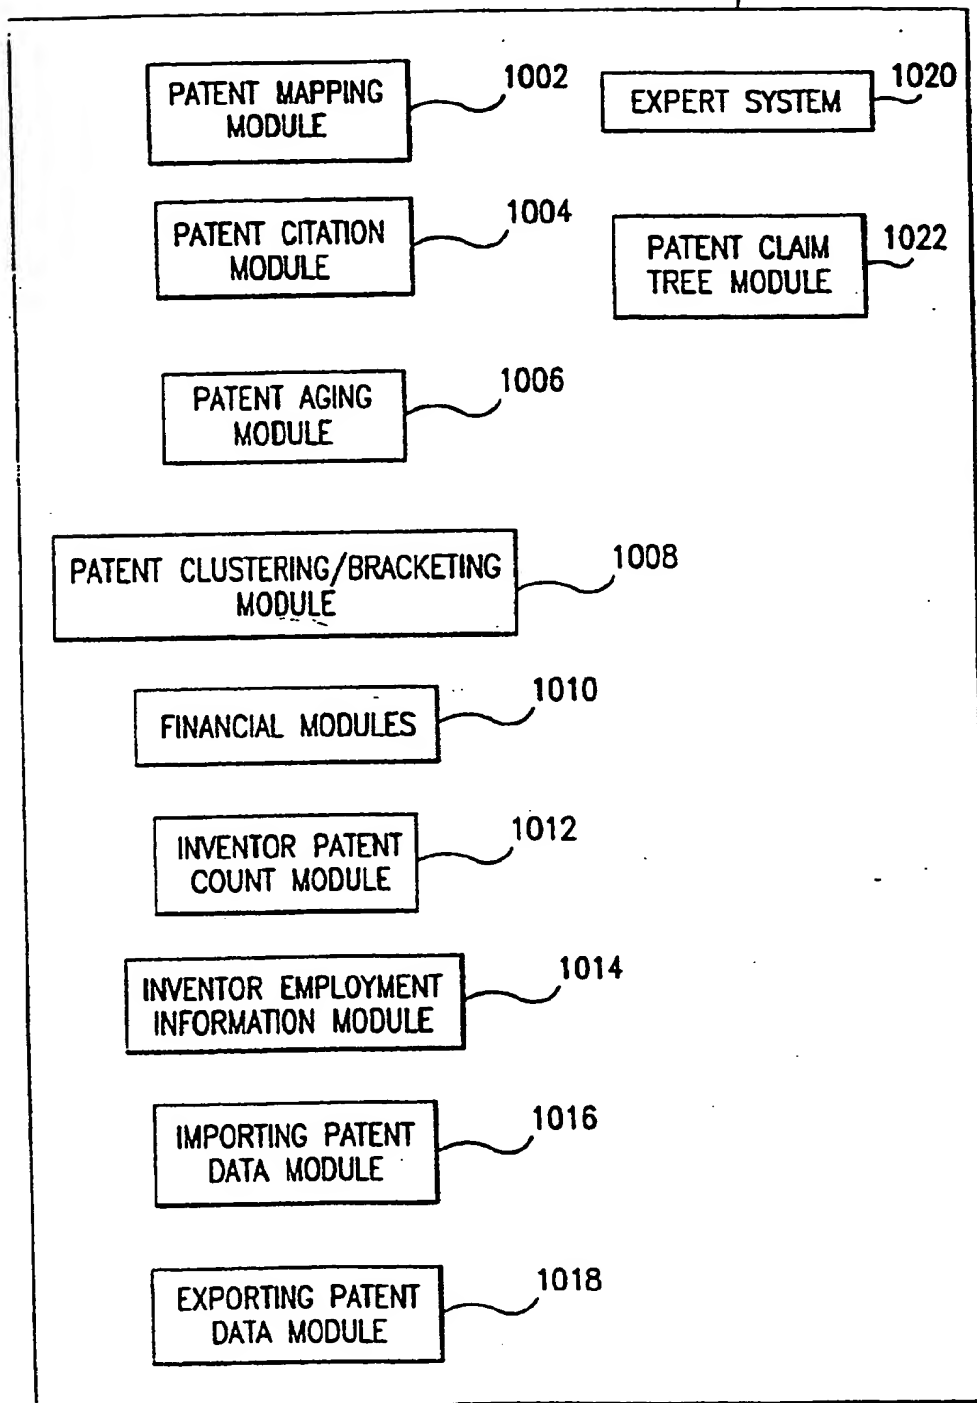 PATENT MAPPING
MODULE
1002
EXPERT SYSTEM
1020
PATENT CITATION
MODULE
1004
PATENT CLAIM
TREE MODULE
1022
PATENT AGING
MODULE
1006
PATENT CLUSTERING/BRACKETING
MODULE
1008
FINANCIAL MODULES
1010
INVENTOR PATENT
COUNT MODULE
1012
INVENTOR EMPLOYMENT
INFORMATION MODULE
1014
IMPORTING PATENT
DATA MODULE
1016
EXPORTING PATENT
DATA MODULE
1018